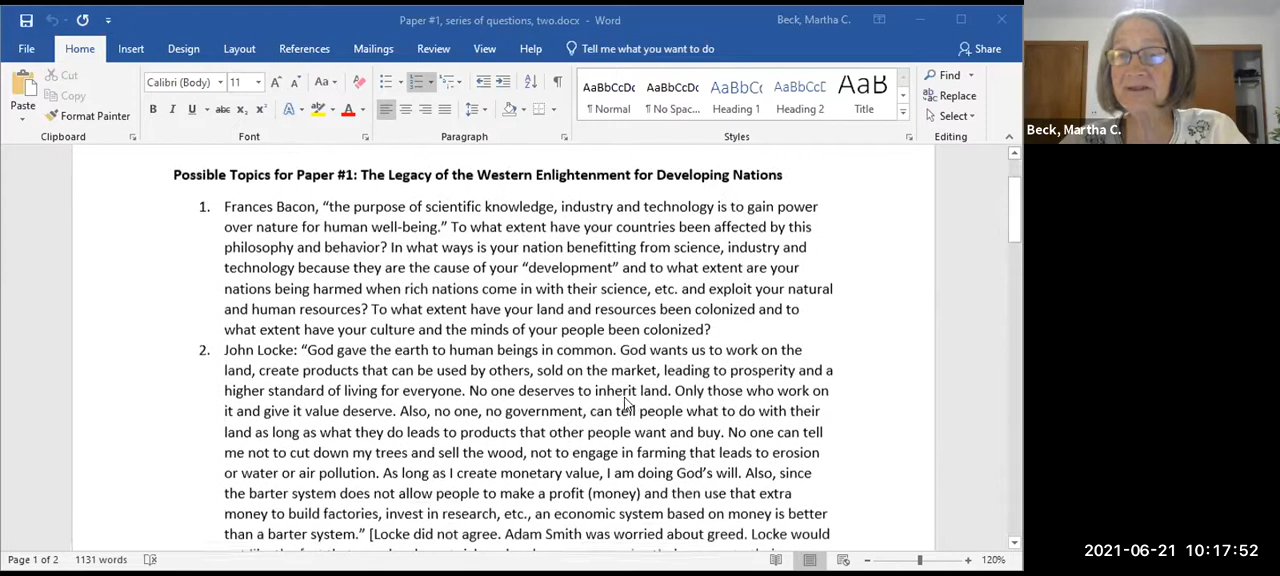 Paper #1, series of questions, two.docx - Word
Beck, Martha C.
File Home Insert Design Layout References Mailings Review View Help Tell me what you want to do Share
Paste
Cut
Copy
Format Painter
Clipboard
Calibri (Body) 11
Font
Paragraph
AaBbCcDc AaBbCcDc AaBbCc AaBbCcD AaB
¶ Normal ¶ No Spac... Heading 1 Heading 2 Title
Styles
Find
Replace
Select
Editing
Beck, Martha C.
Possible Topics for Paper #1: The Legacy of the Western Enlightenment for Developing Nations
1. Frances Bacon, “the purpose of scientific knowledge, industry and technology is to gain power
over nature for human well-being.” To what extent have your countries been affected by this
philosophy and behavior? In what ways is your nation benefitting from science, industry and
technology because they are the cause of your “development” and to what extent are your
nations being harmed when rich nations come in with their science, etc. and exploit your natural
and human resources? To what extent have your land and resources been colonized and to
what extent have your culture and the minds of your people been colonized?
2. John Locke: “God gave the earth to human beings in common. God wants us to work on the
land, create products that can be used by others, sold on the market, leading to prosperity and a
higher standard of living for everyone. No one deserves to inherit land. Only those who work on
it and give it value deserve. Also, no one, no government, can tell people what to do with their
land as long as what they do leads to products that other people want and buy. No one can tell
me not to cut down my trees and sell the wood, not to engage in farming that leads to erosion
or water or air pollution. As long as I create monetary value, I am doing God’s will. Also, since
the barter system does not allow people to make a profit (money) and then use that extra
money to build factories, invest in research, etc., an economic system based on money is better
than a barter system.” [Locke did not agree. Adam Smith was worried about greed. Locke would
Page 1 of 2 1131 words
120%
2021-06-21 10:17:52